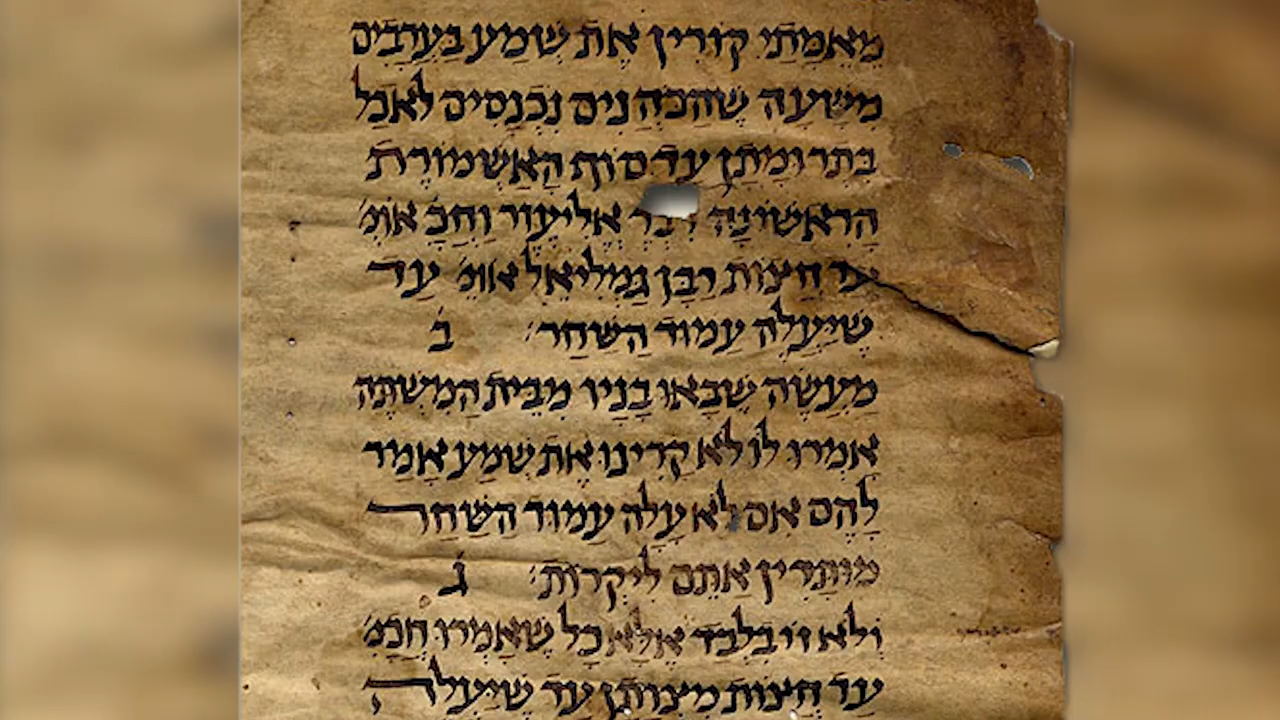 מאמתי קורין את שמע בערבים
משעה שהכהנים נכנסים לאכל
בתרומתן עד סוף האשמורת
הראשונה דבר אליעזר וחכ׳ אומ׳
עד חצות רבן גמליאל אומ׳ עד
שיעלה עמוד השחר׃ ב̇
מעשה שבאו בניו מבית המשתה
אמרו לו לא קרינו את שמע אמר
להם אם לא עלה עמוד השחר
מותרין אתם ליקרות׃ ג̇
ולא זו בלבד אלא כל שאמרו חכמ׳
עד חצות מצותן עד שיעלה